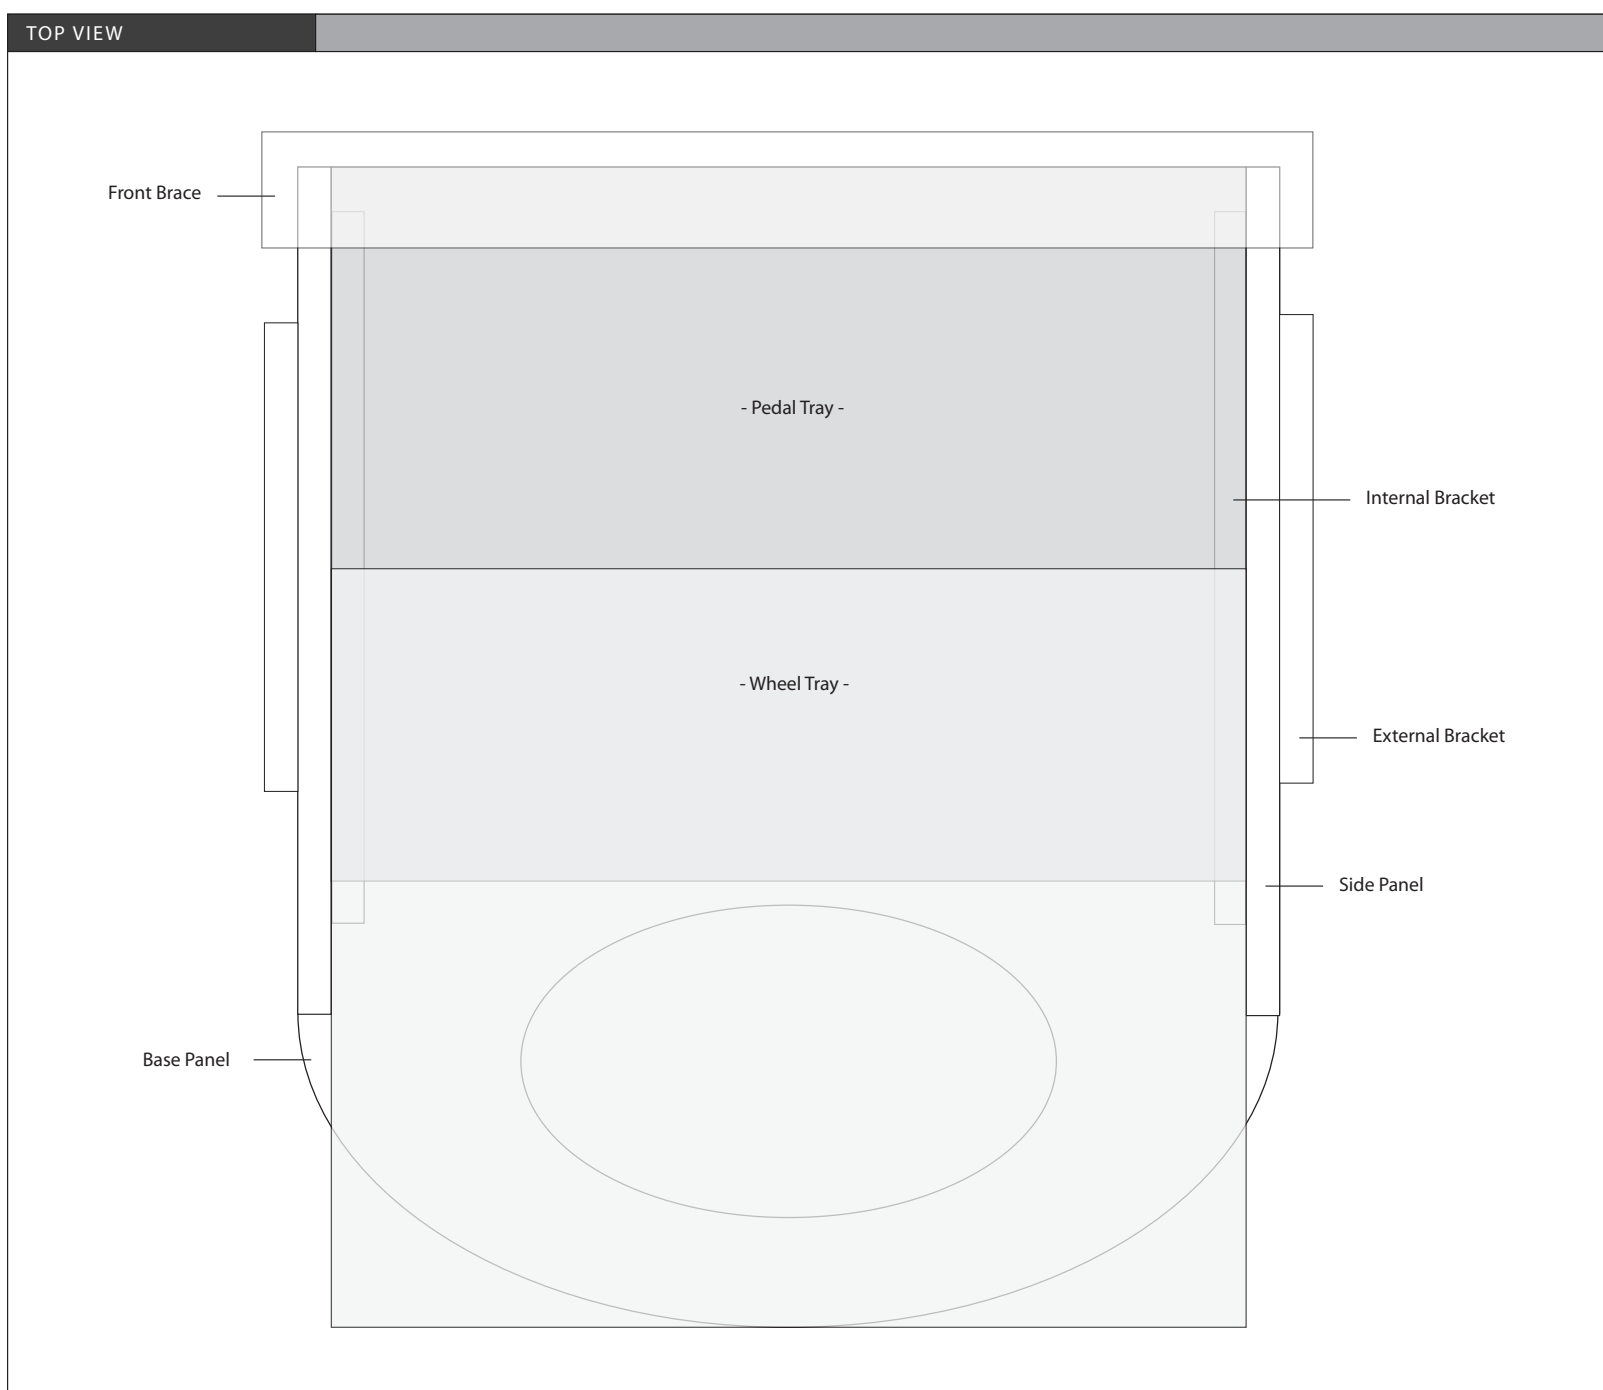 TOP VIEW
Front Brace
- Pedal Tray -
Internal Bracket
- Wheel Tray -
External Bracket
Side Panel
Base Panel